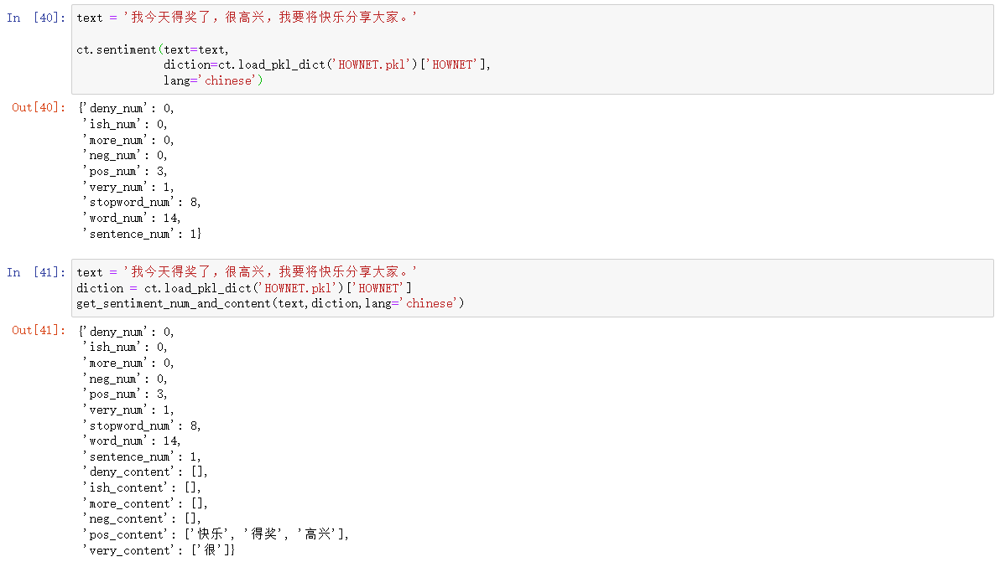 In [40]: text = '我今天得奖了，很高兴，我要将快乐分享大家。'
ct.sentiment(text=text,
diction=ct.load_pkl_dict('HOWNET.pkl')['HOWNET'],
lang='chinese')
Out[40]: {'deny_num': 0,
'ish_num': 0,
'more_num': 0,
'neg_num': 0,
'pos_num': 3,
'very_num': 1,
'stopword_num': 8,
'word_num': 14,
'sentence_num': 1}
In [41]: text = '我今天得奖了，很高兴，我要将快乐分享大家。'
diction = ct.load_pkl_dict('HOWNET.pkl')['HOWNET']
get_sentiment_num_and_content(text,diction,lang='chinese')
Out[41]: {'deny_num': 0,
'ish_num': 0,
'more_num': 0,
'neg_num': 0,
'pos_num': 3,
'very_num': 1,
'stopword_num': 8,
'word_num': 14,
'sentence_num': 1,
'deny_content': [],
'ish_content': [],
'more_content': [],
'neg_content': [],
'pos_content': ['快乐', '得奖', '高兴'],
'very_content': ['很']}